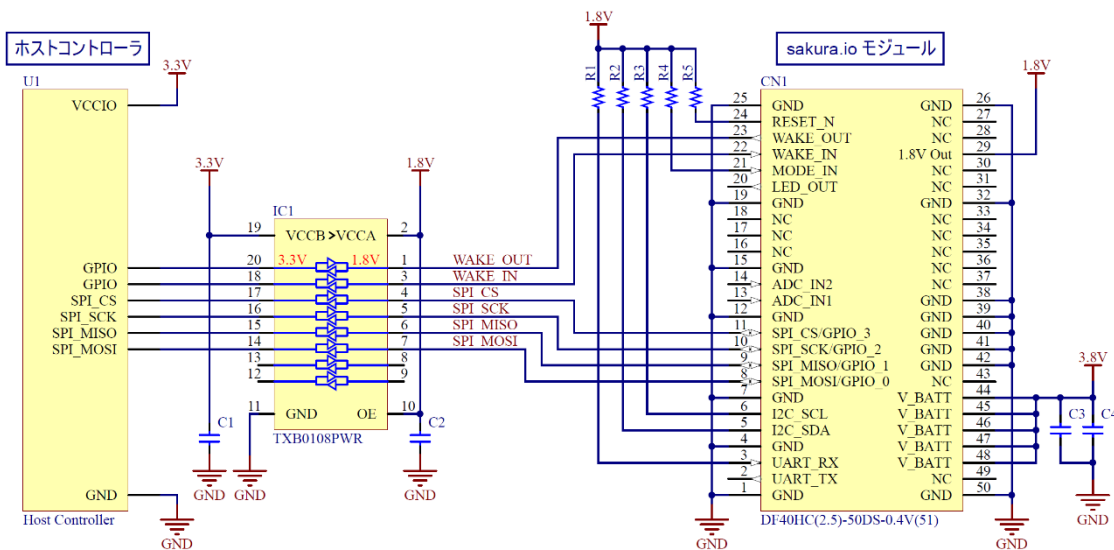 ホストコントローラ
U1
3.3V
VCCIO
GPIO
GPIO
SPI_CS
SPI_SCK
SPI_MISO
SPI_MOSI
GND
Host Controller
GND
3.3V
1.8V
IC1
19 VCCB >VCCA 2
20 3.3V 1.8V 1 WAKE_OUT
18 3 WAKE_IN
17 4 SPI_CS
16 5 SPI_SCK
15 6 SPI_MISO
14 7 SPI_MOSI
13 8
12 9
11 GND OE 10
TXB0108PWR
C1
C2
GND
GND
GND
1.8V
R1
R2
R3
R4
R5
sakura.io モジュール
1.8V
CN1
25 GND GND 26
24 RESET_N NC 27
23 WAKE_OUT NC 28
22 WAKE_IN 1.8V Out 29
21 MODE_IN NC 30
20 LED_OUT NC 31
19 GND GND 32
18 NC NC 33
17 NC NC 34
16 NC NC 35
15 GND NC 36
14 ADC_IN2 NC 37
13 ADC_IN1 GND 38
12 GND GND 39
11 SPI_CS/GPIO_3 GND 40
10 SPI_SCK/GPIO_2 GND 41
9 SPI_MISO/GPIO_1 GND 42
8 SPI_MOSI/GPIO_0 NC 43
7 GND V_BATT 44
6 I2C_SCL V_BATT 45
5 I2C_SDA V_BATT 46
4 GND V_BATT 47
3 UART_RX V_BATT 48
2 UART_TX NC 49
1 GND GND 50
DF40HC(2.5)-50DS-0.4V(51)
3.8V
C3
C4
GND
GND
GND